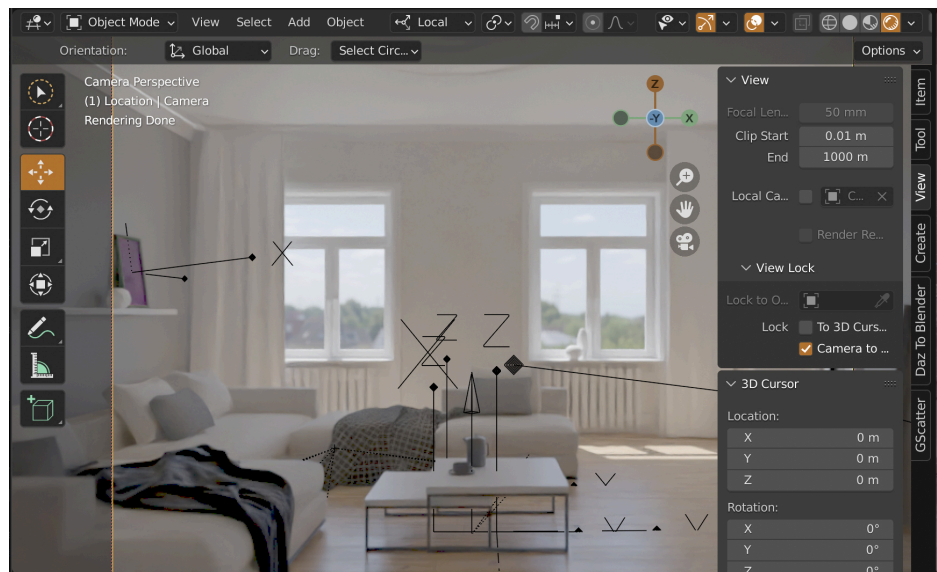 Object Mode View Select Add Object Local
Orientation: Global Drag: Select Circ... Options
Camera Perspective
(1) Location | Camera
Rendering Done
Z
-Y X
X
Z Z
X
Y
Y Y
View
Focal Len... 50 mm
Clip Start 0.01 m
End 1000 m
Local Ca... C...
Render Re...
View Lock
Lock to O...
Lock To 3D Curs...
Camera to ...
3D Cursor
Location:
X 0 m
Y 0 m
Z 0 m
Rotation:
X 0°
Y 0°
Z 0°
Item
Tool
View
Create
Daz To Blender
GScatter